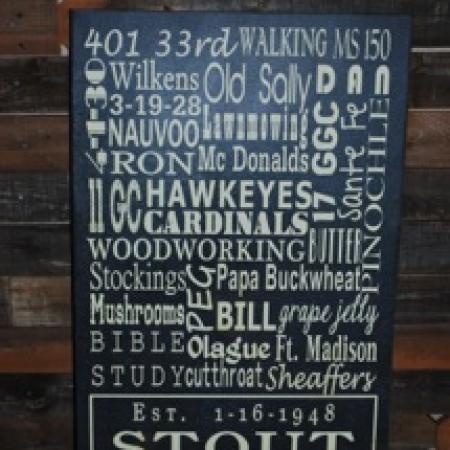 401 33rd WALKING MS 150
4-4-30
Wilkens Old Sally DAN
3-19-28
NAUVOO Lawnmowing 17 GGC Sante Fe PINOCHLE
RON Mc Donalds
11 GC HAWKEYES
CARDINALS
WOODWORKING BUTTER
Stockings PEG Papa Buckwheat
Mushrooms BILL grape jelly
BIBLE Olague Ft. Madison
STUDY cutthroat Sheaffers
EST. 1-16-1948
STOUT